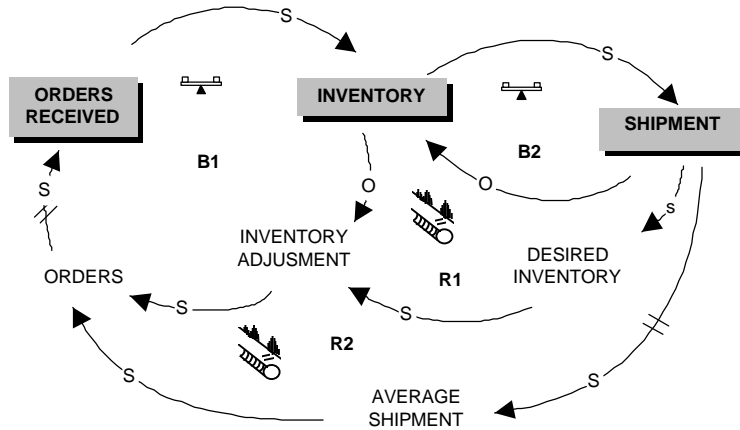 S
S
ORDERS
RECEIVED
INVENTORY
SHIPMENT
B1
B2
S
O
O
s
INVENTORY
ADJUSMENT
DESIRED
INVENTORY
ORDERS
R1
S
S
R2
S
S
AVERAGE
SHIPMENT